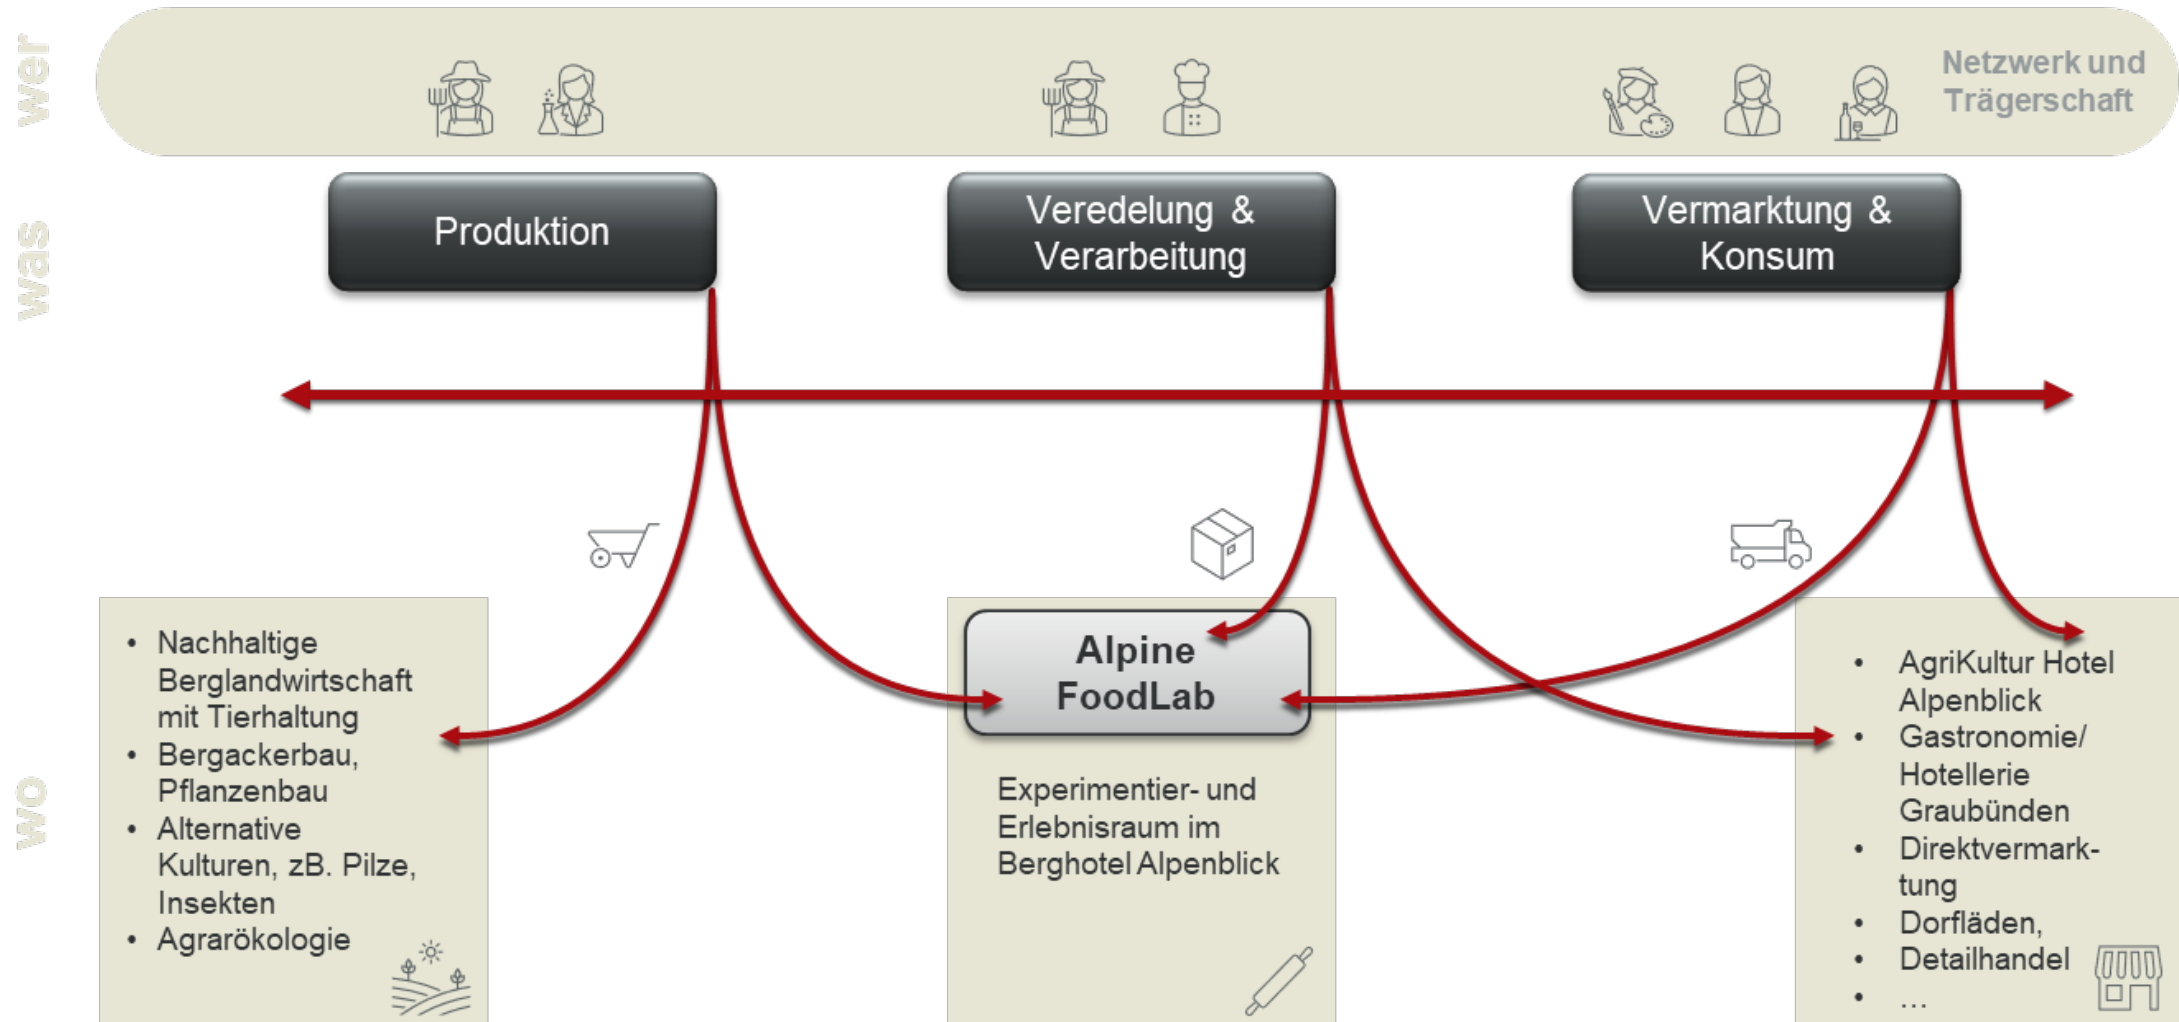 wer
Netzwerk und
Trägerschaft
was
Produktion
Veredelung &
Verarbeitung
Vermarktung &
Konsum
wo
• Nachhaltige
Berglandwirtschaft
mit Tierhaltung
• Bergackerbau,
Pflanzenbau
• Alternative
Kulturen, zB. Pilze,
Insekten
• Agrarökologie
Alpine
FoodLab
Experimentier- und
Erlebnisraum im
Berghotel Alpenblick
• AgriKultur Hotel
Alpenblick
• Gastronomie/
Hotellerie
Graubünden
• Direktvermark-
tung
• Dorfläden,
• Detailhandel
• ...